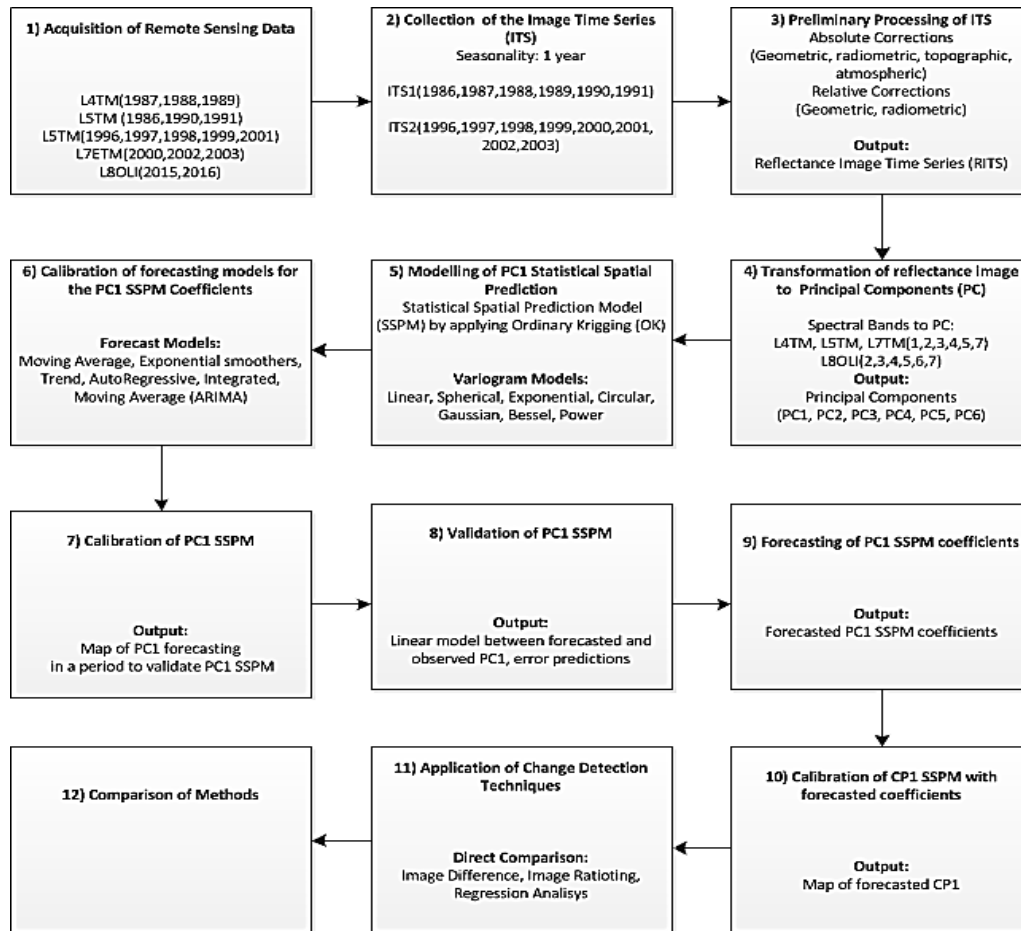 1) Acquisition of Remote Sensing Data
L4TM(1987,1988,1989)
L5TM (1986,1990,1991)
L5TM(1996,1997,1998,1999,2001)
L7ETM(2000,2002,2003)
L8OLI(2015,2016)
2) Collection of the Image Time Series
(ITS)
Seasonality: 1 year
ITS1(1986,1987,1988,1989,1990,1991)
ITS2(1996,1997,1998,1999,2000,2001,
2002,2003)
3) Preliminary Processing of ITS
Absolute Corrections
(Geometric, radiometric, topographic,
atmospheric)
Relative Corrections
(Geometric, radiometric)
Output:
Reflectance Image Time Series (RITS)
4) Transformation of reflectance image
to Principal Components (PC)
Spectral Bands to PC:
L4TM, L5TM, L7TM(1,2,3,4,5,7)
L8OLI(2,3,4,5,6,7)
Output:
Principal Components
(PC1, PC2, PC3, PC4, PC5, PC6)
5) Modelling of PC1 Statistical Spatial
Prediction
Statistical Spatial Prediction Model
(SSPM) by applying Ordinary Krigging (OK)
Variogram Models:
Linear, Spherical, Exponential, Circular,
Gaussian, Bessel, Power
6) Calibration of forecasting models for
the PC1 SSPM Coefficients
Forecast Models:
Moving Average, Exponential smoothers,
Trend, AutoRegressive, Integrated,
Moving Average (ARIMA)
7) Calibration of PC1 SSPM
Output:
Map of PC1 forecasting
in a period to validate PC1 SSPM
8) Validation of PC1 SSPM
Output:
Linear model between forecasted and
observed PC1, error predictions
9) Forecasting of PC1 SSPM coefficients
Output:
Forecasted PC1 SSPM coefficients
10) Calibration of CP1 SSPM with
forecasted coefficients
Output:
Map of forecasted CP1
11) Application of Change Detection
Techniques
Direct Comparison:
Image Difference, Image Ratioting,
Regression Analisys
12) Comparison of Methods